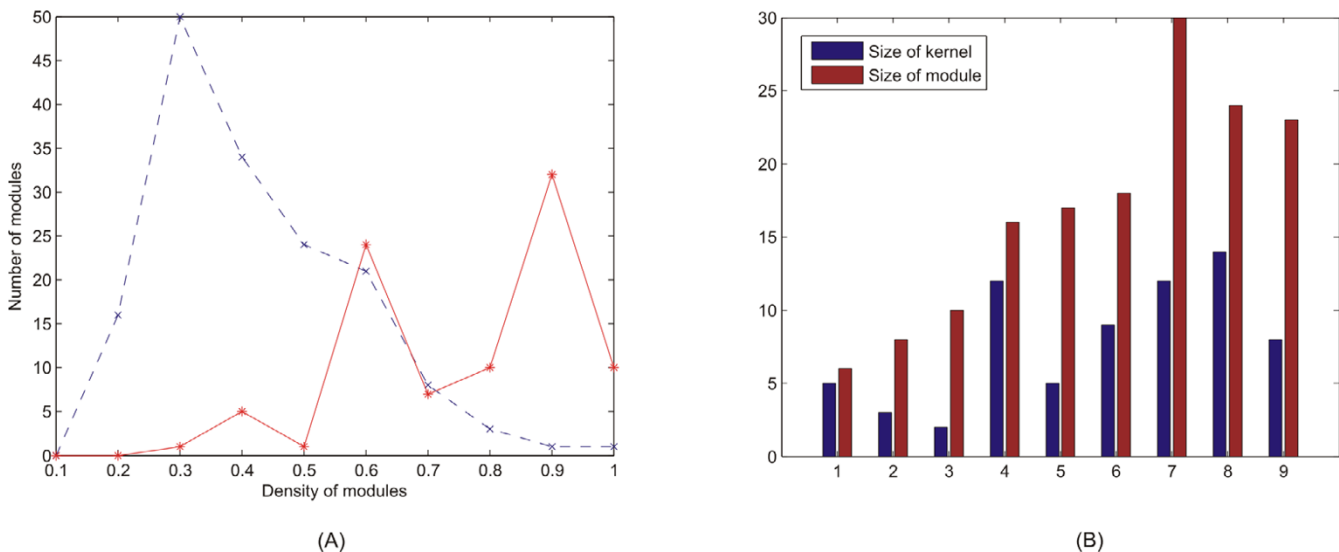 50
45
40
35
30
25
20
15
10
5
0
Number of modules
0.1 0.2 0.3 0.4 0.5 0.6 0.7 0.8 0.9 1
Density of modules
(A)
30
25
20
15
10
5
0
Size of kernel
Size of module
1 2 3 4 5 6 7 8 9
(B)